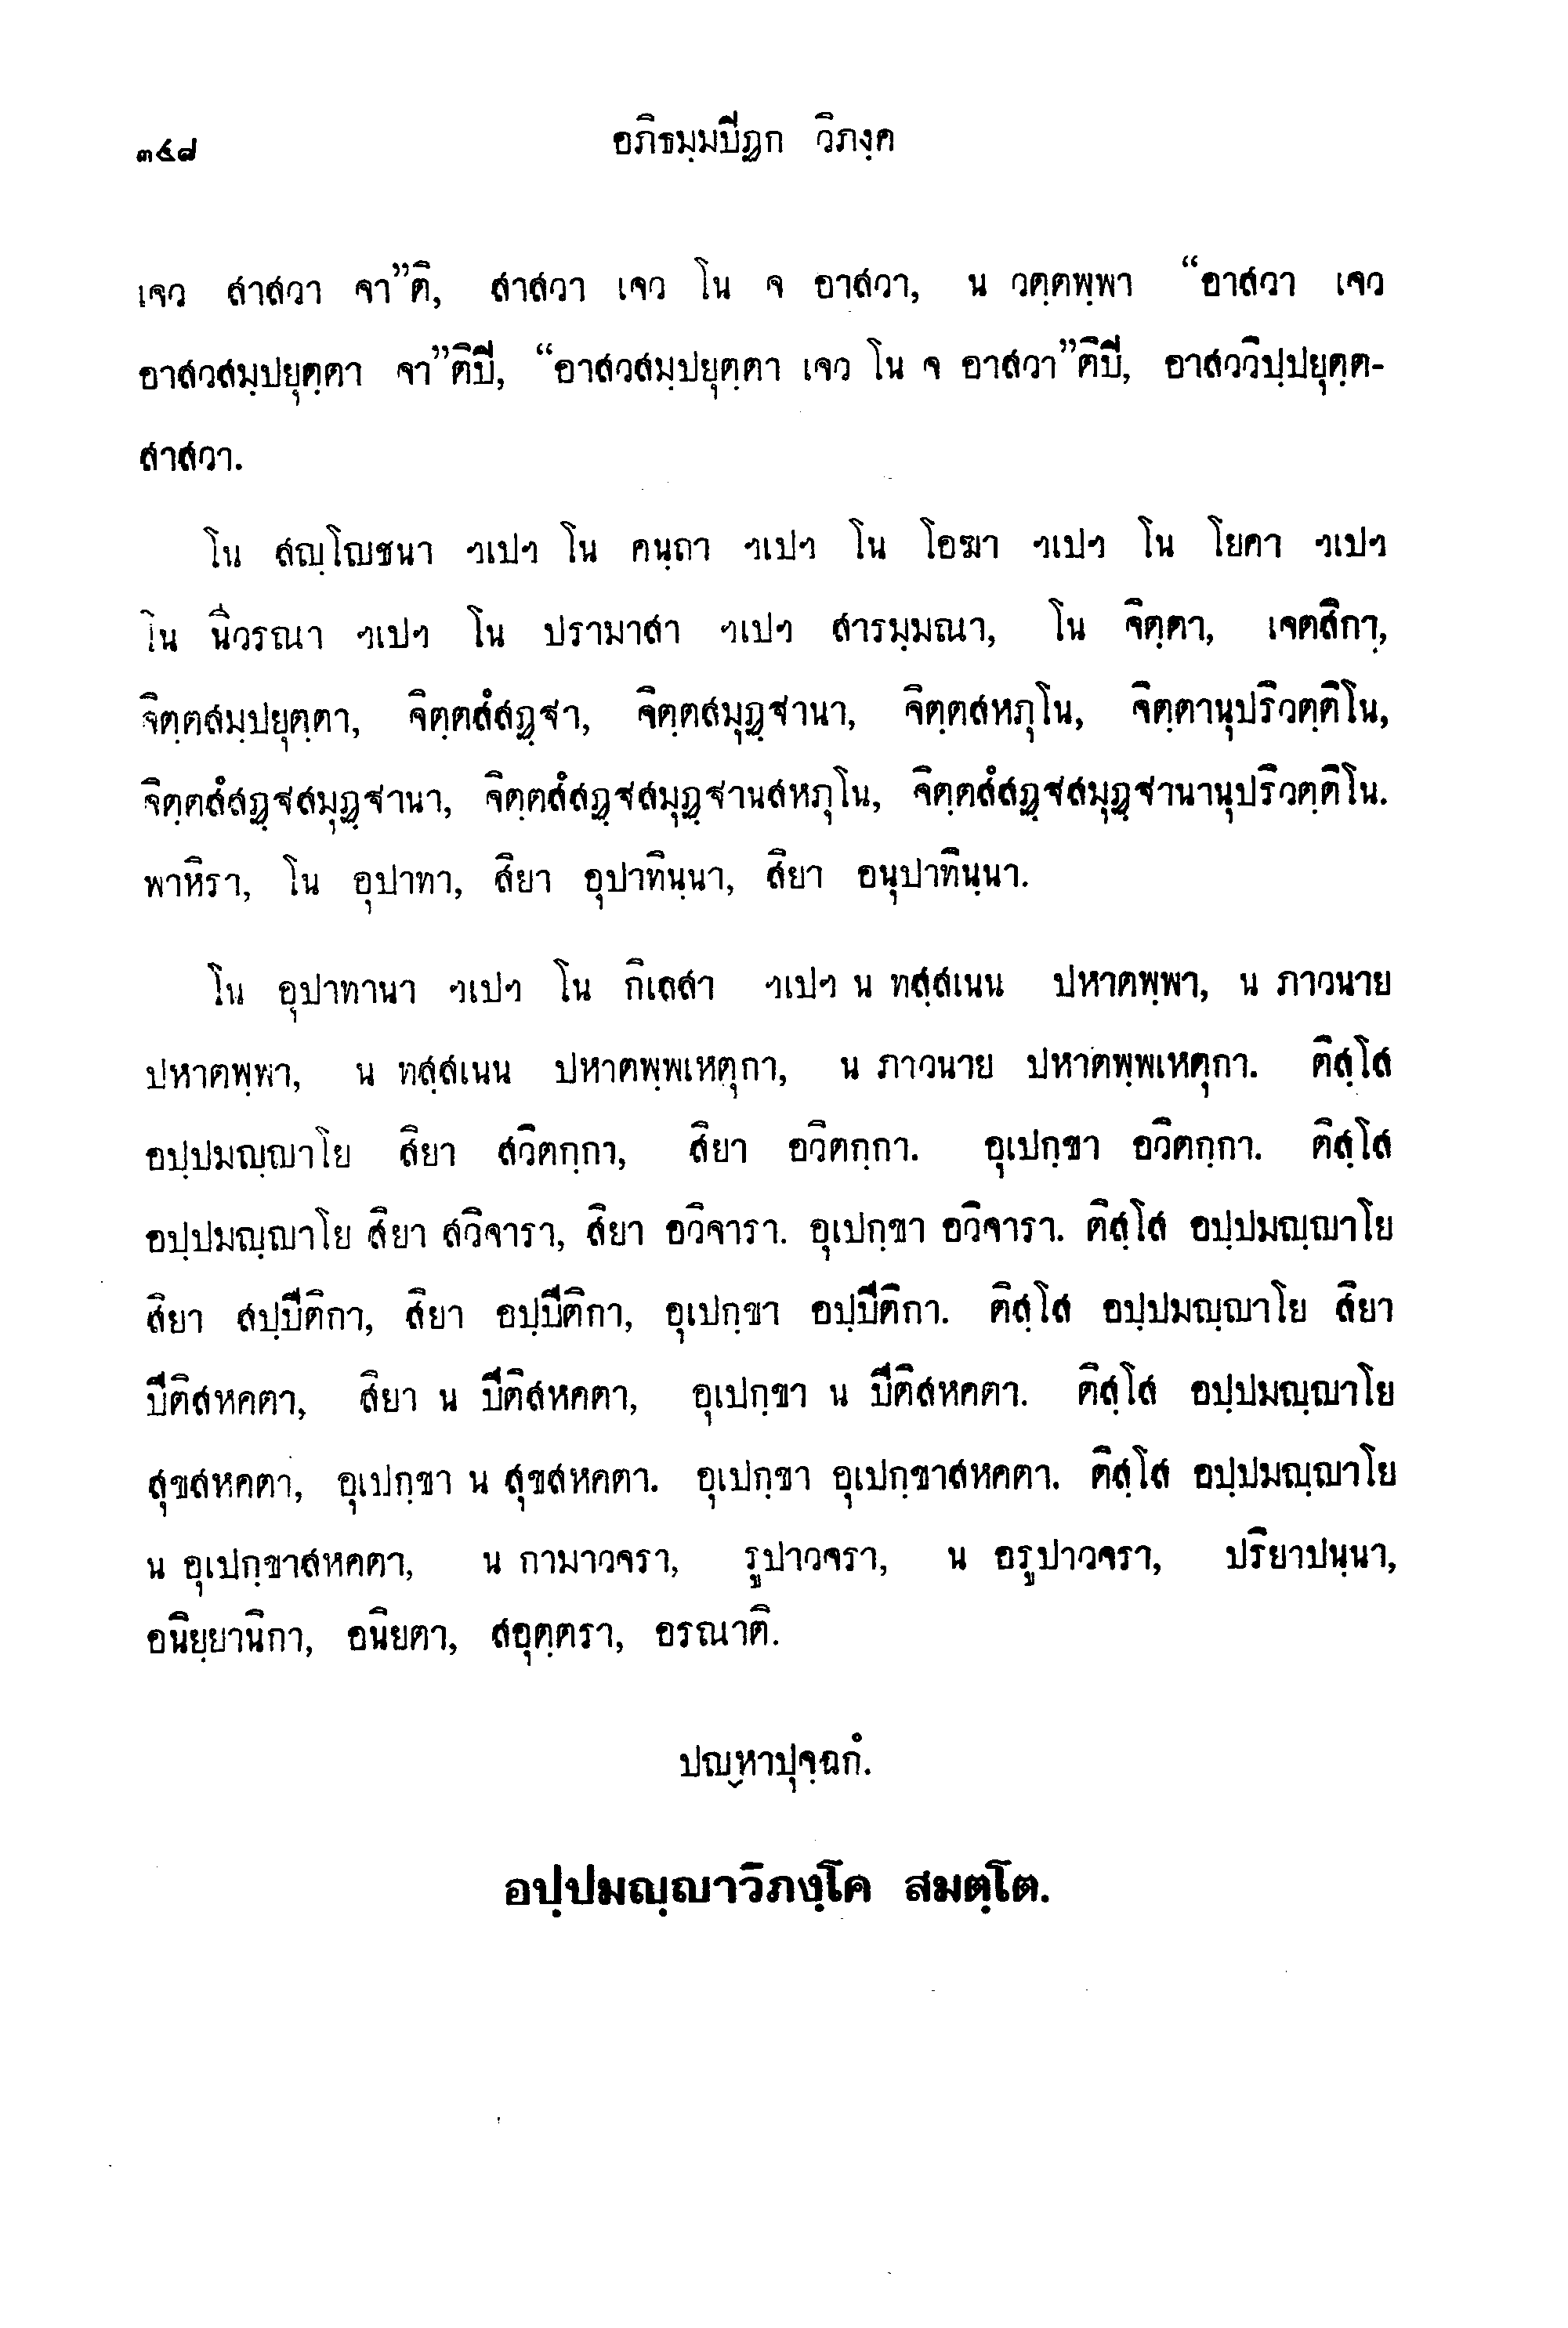 ๓๔๘ อภิธมฺมปิฏก วิภงฺค
เจว สาสวา จา”ติ, สาสวา เจว โน จ อาสวา, น วตฺตพฺพา “อาสวา เจว
อาสวสมฺปยุตฺตา จา”ติปิ, “อาสวสมฺปยุตฺตา เจว โน จ อาสวา”ติปิ, อาสววิปฺปยุตฺต-
สาสวา.
โน สญฺโญชนา ฯเปฯ โน คนฺถา ฯเปฯ โน โอฆา ฯเปฯ โน โยคา ฯเปฯ
โน นีวรณา ฯเปฯ โน ปรามาสา ฯเปฯ สารมฺมณา, โน จิตฺตา, เจตสิกา,
จิตฺตสมฺปยุตฺตา, จิตฺตสํสฏฺฐา, จิตฺตสมุฏฺฐานา, จิตฺตสหภุโน, จิตฺตานุปริวตฺติโน,
จิตฺตสํสฏฺฐสมุฏฺฐานา, จิตฺตสํสฏฺฐสมุฏฺฐานสหภุโน, จิตฺตสํสฏฺฐสมุฏฺฐานานุปริวตฺติโน.
พาหิรา, โน อุปาทา, สิยา อุปาทินฺนา, สิยา อนุปาทินฺนา.
โน อุปาทานา ฯเปฯ โน กิเลสา ฯเปฯ น ทสฺสเนน ปหาตพฺพา, น ภาวนาย
ปหาตพฺพา, น ทสฺสเนน ปหาตพฺพเหตุกา, น ภาวนาย ปหาตพฺพเหตุกา. ติสฺโส
อปฺปมญฺญาโย สิยา สวิตกฺกา, สิยา อวิตกฺกา. อุเปกฺขา อวิตกฺกา. ติสฺโส
อปฺปมญฺญาโย สิยา สวิจารา, สิยา อวิจารา. อุเปกฺขา อวิจารา. ติสฺโส อปฺปมญฺญาโย
สิยา สปฺปีติกา, สิยา อปฺปีติกา, อุเปกฺขา อปฺปีติกา. ติสฺโส อปฺปมญฺญาโย สิยา
ปีติสหคตา, สิยา น ปีติสหคตา, อุเปกฺขา น ปีติสหคตา. ติสฺโส อปฺปมญฺญาโย
สุขสหคตา, อุเปกฺขา น สุขสหคตา. อุเปกฺขา อุเปกฺขาสหคตา. ติสฺโส อปฺปมญฺญาโย
น อุเปกฺขาสหคตา, น กามาวจรา, รูปาวจรา, น อรูปาวจรา, ปริยาปนฺนา,
อนิยฺยานิกา, อนิยตา, สอุตฺตรา, อรณาติ.
ปญฺหาปุจฺฉกํ.
อปฺปมญฺญาวิภงฺโค สมตฺโต.